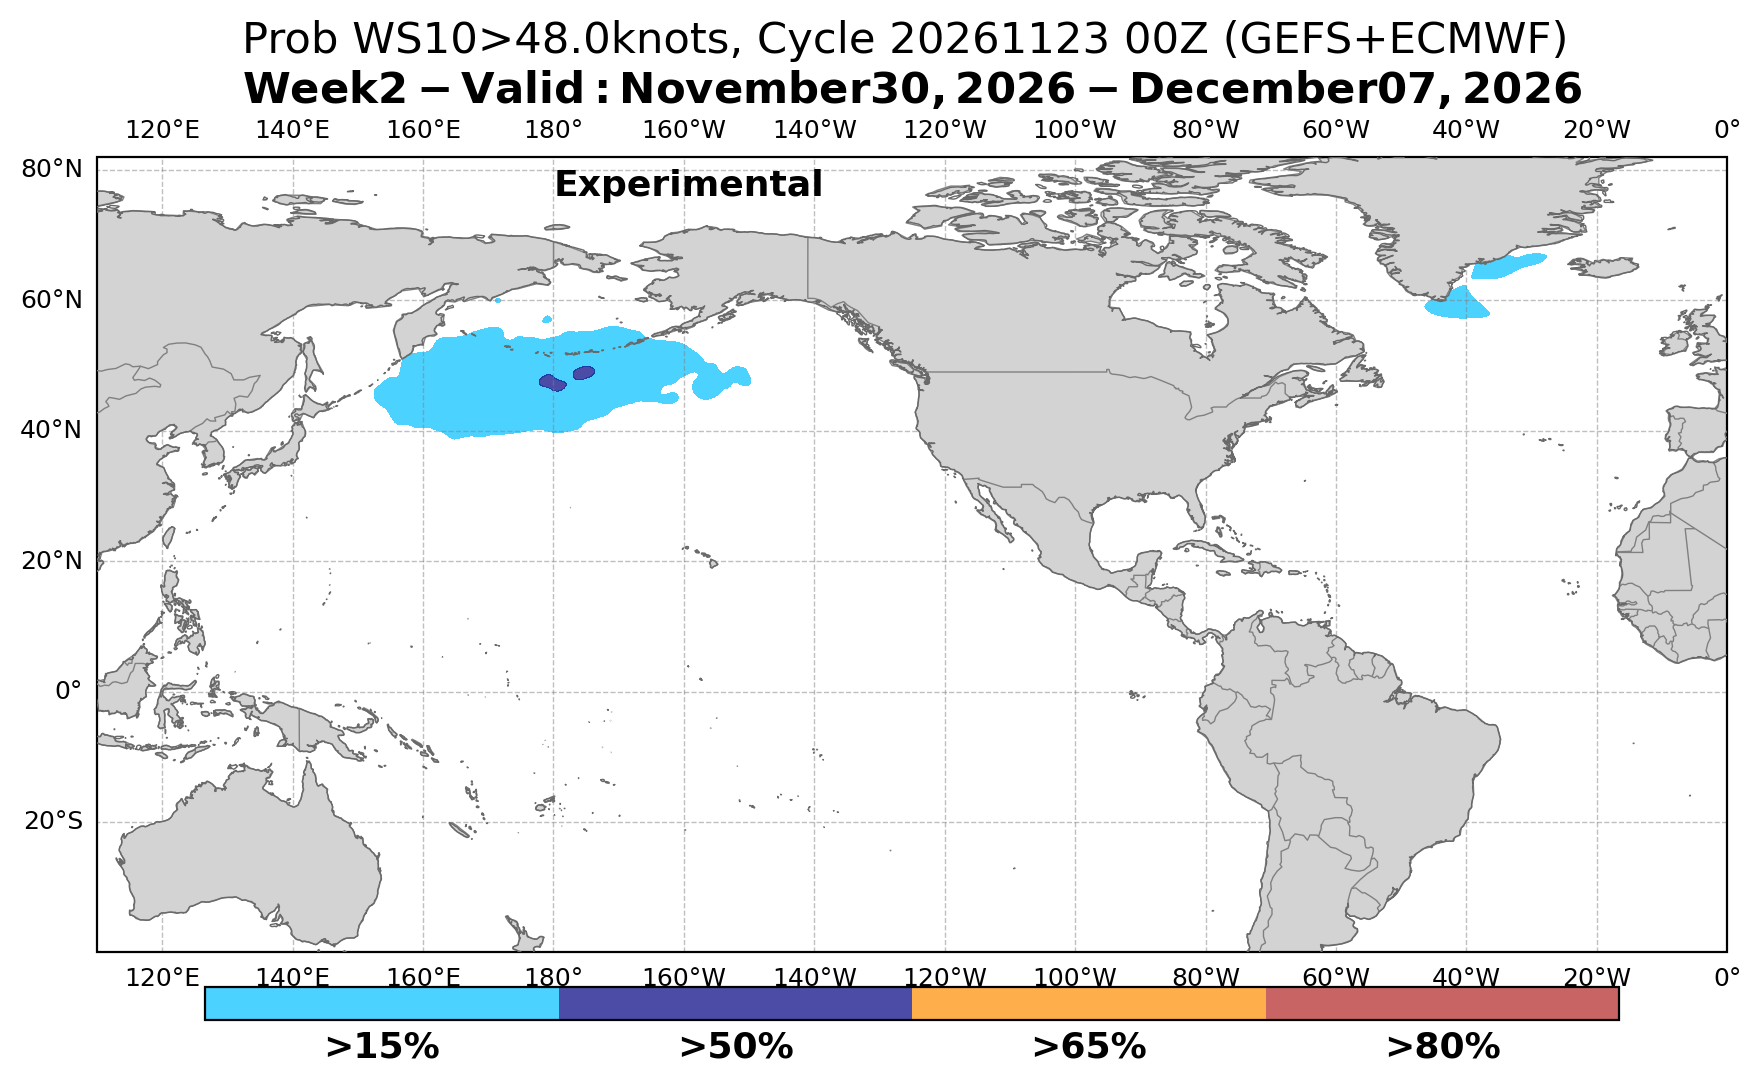 Prob WS10>48.0knots, Cycle 20261123 00Z (GEFS+ECMWF)
Week2 − Valid : November30, 2026 − December07, 2026
120°E 140°E 160°E 180° 160°W 140°W 120°W 100°W 80°W 60°W 40°W 20°W 0°
80°N
Experimental
60°N
40°N
20°N
0°
20°S
120°E 140°E 160°E 180° 160°W 140°W 120°W 100°W 80°W 60°W 40°W 20°W 0°
>15% >50% >65% >80%